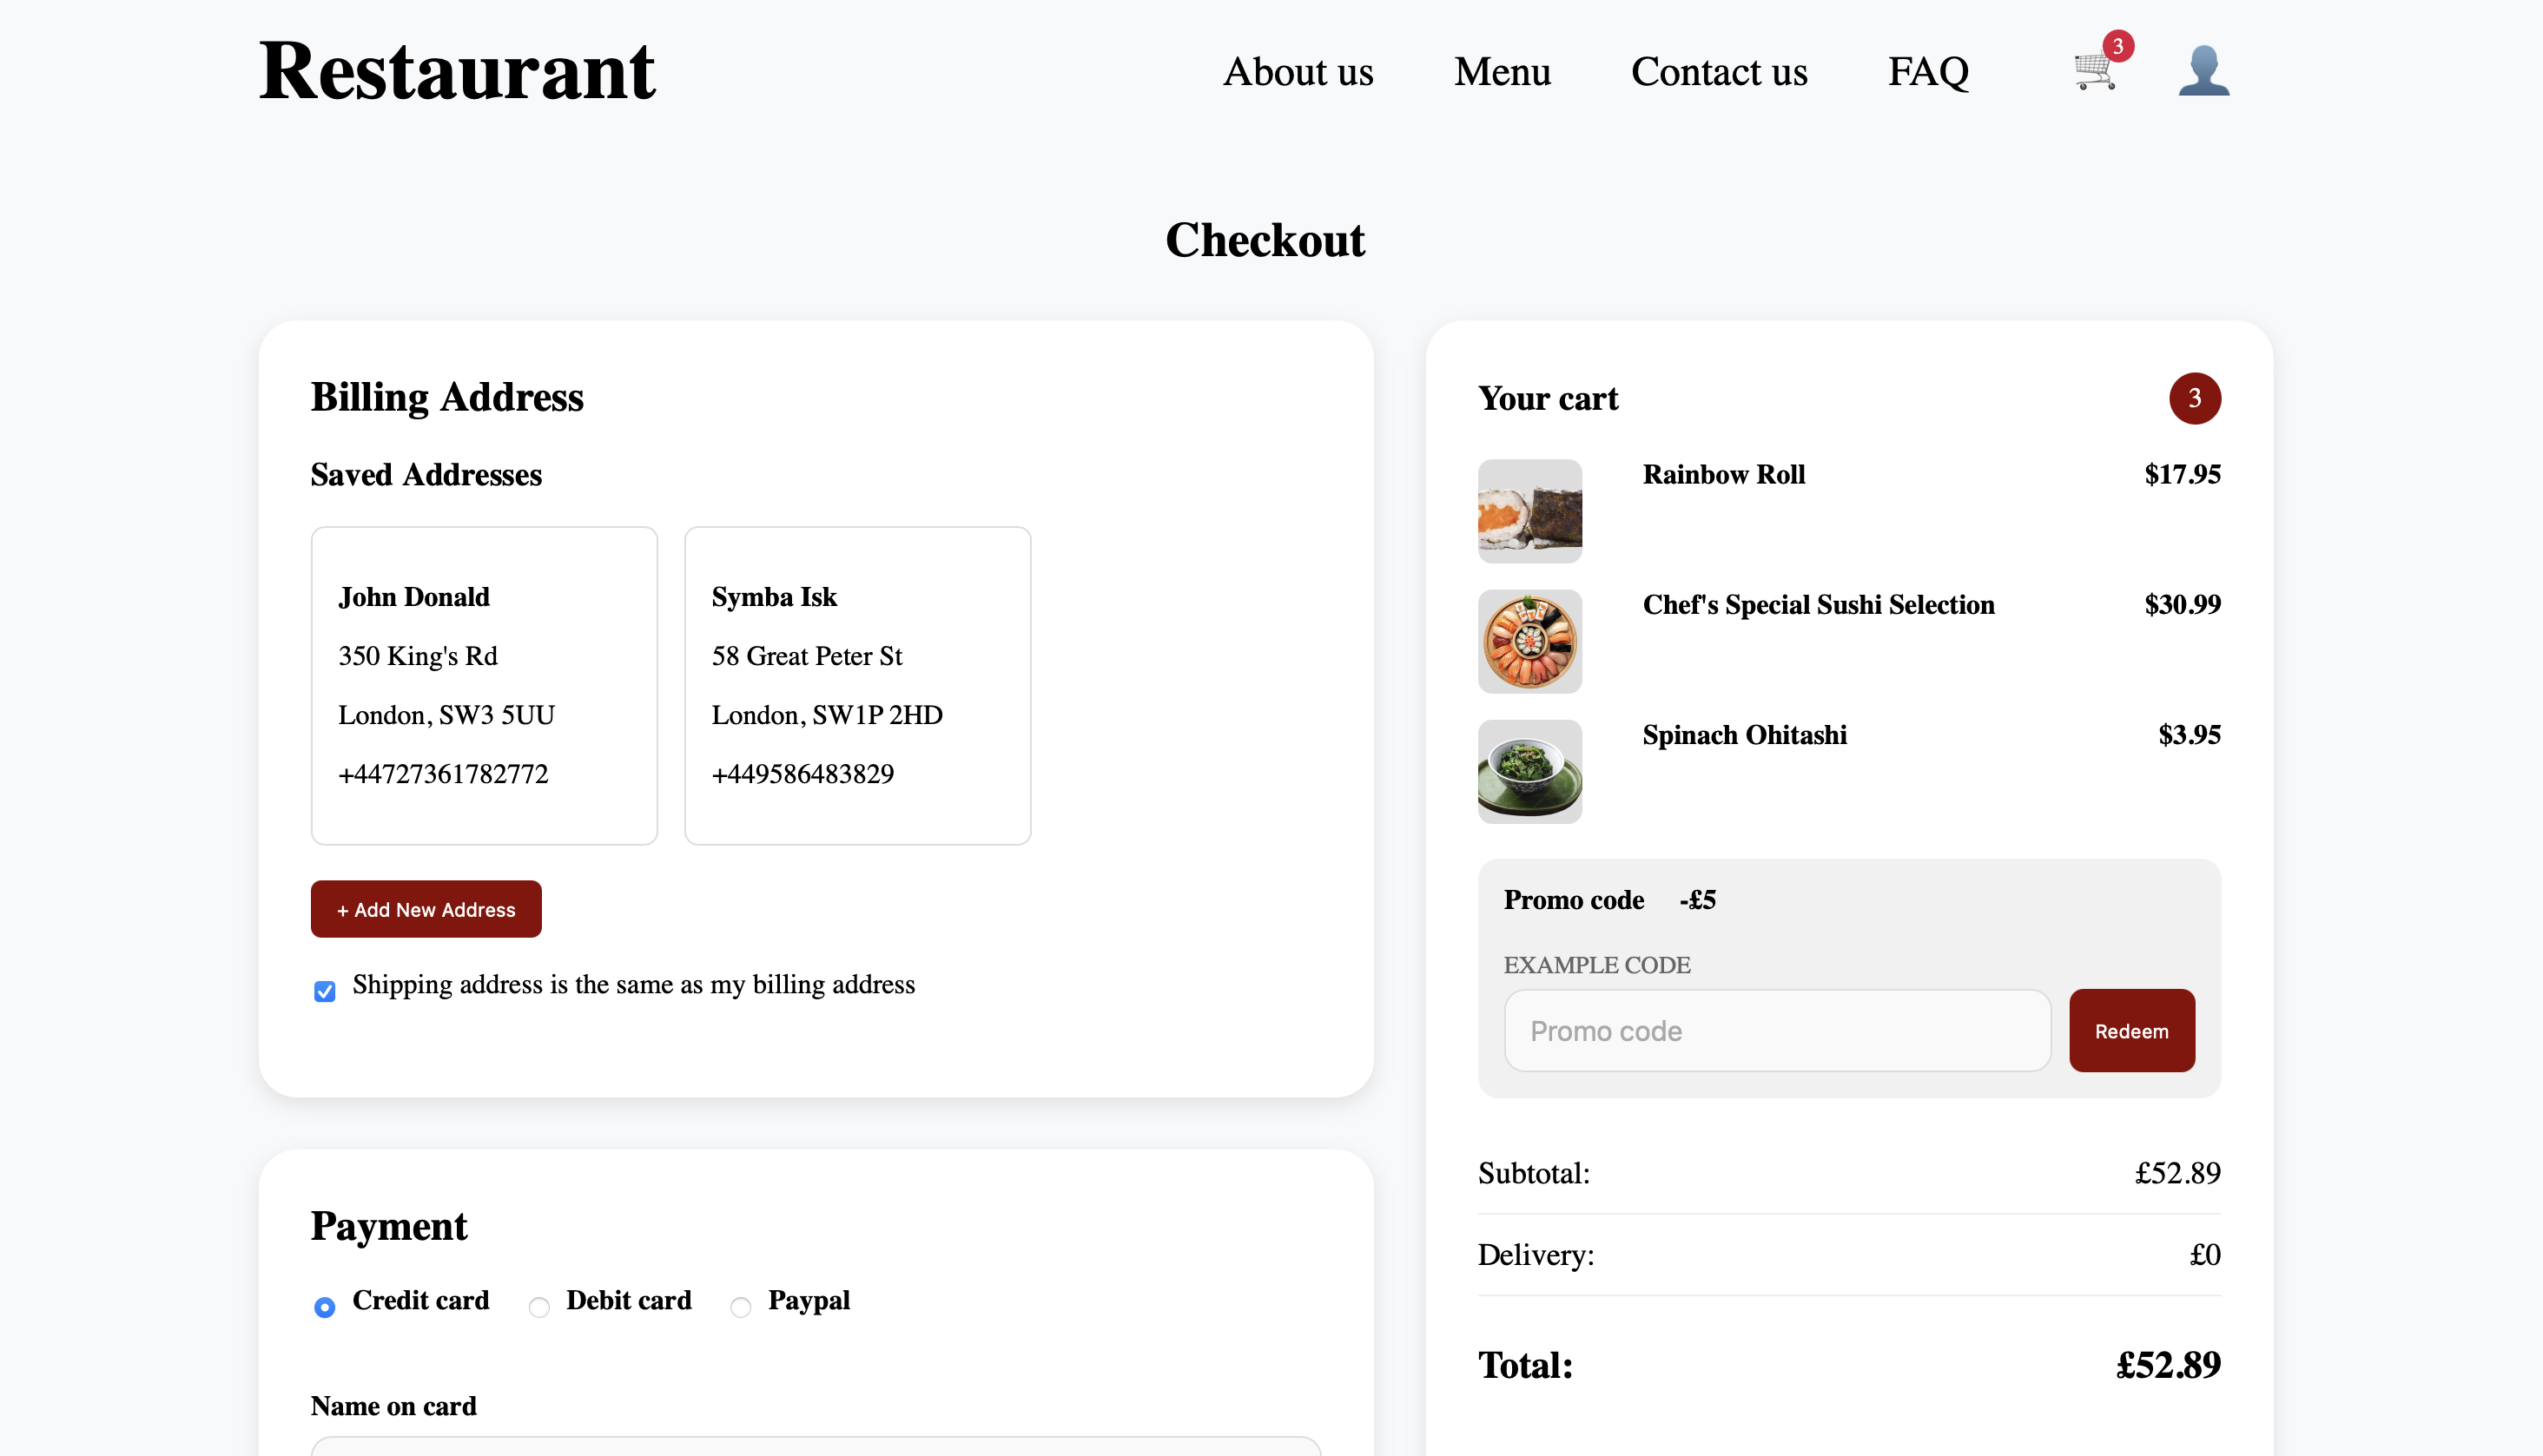 Restaurant
About us Menu Contact us FAQ 3
Checkout
Billing Address
Saved Addresses
John Donald
350 King's Rd
London, SW3 5UU
+44727361782772
Symba Isk
58 Great Peter St
London, SW1P 2HD
+449586483829
+ Add New Address
Shipping address is the same as my billing address
Payment
Credit card Debit card Paypal
Name on card
Your cart 3
Rainbow Roll $17.95
Chef's Special Sushi Selection $30.99
Spinach Ohitashi $3.95
Promo code -£5
EXAMPLE CODE
Promo code Redeem
Subtotal: £52.89
Delivery: £0
Total: £52.89